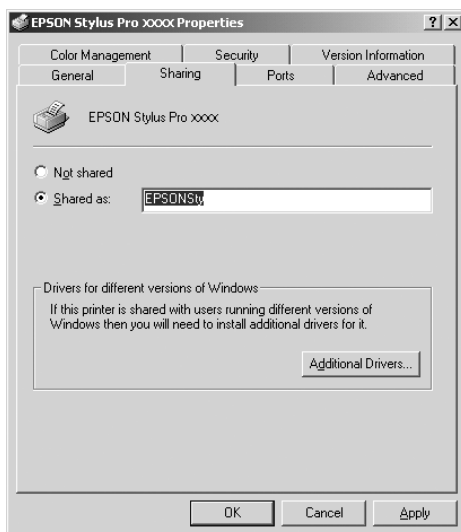 EPSON Stylus Pro XXXX Properties
Color Management Security Version Information
General Sharing Ports Advanced
EPSON Stylus Pro xxxx
Not shared
Shared as: EPSONSty
Drivers for different versions of Windows
If this printer is shared with users running different versions of
Windows then you will need to install additional drivers for it.
Additional Drivers...
OK Cancel Apply